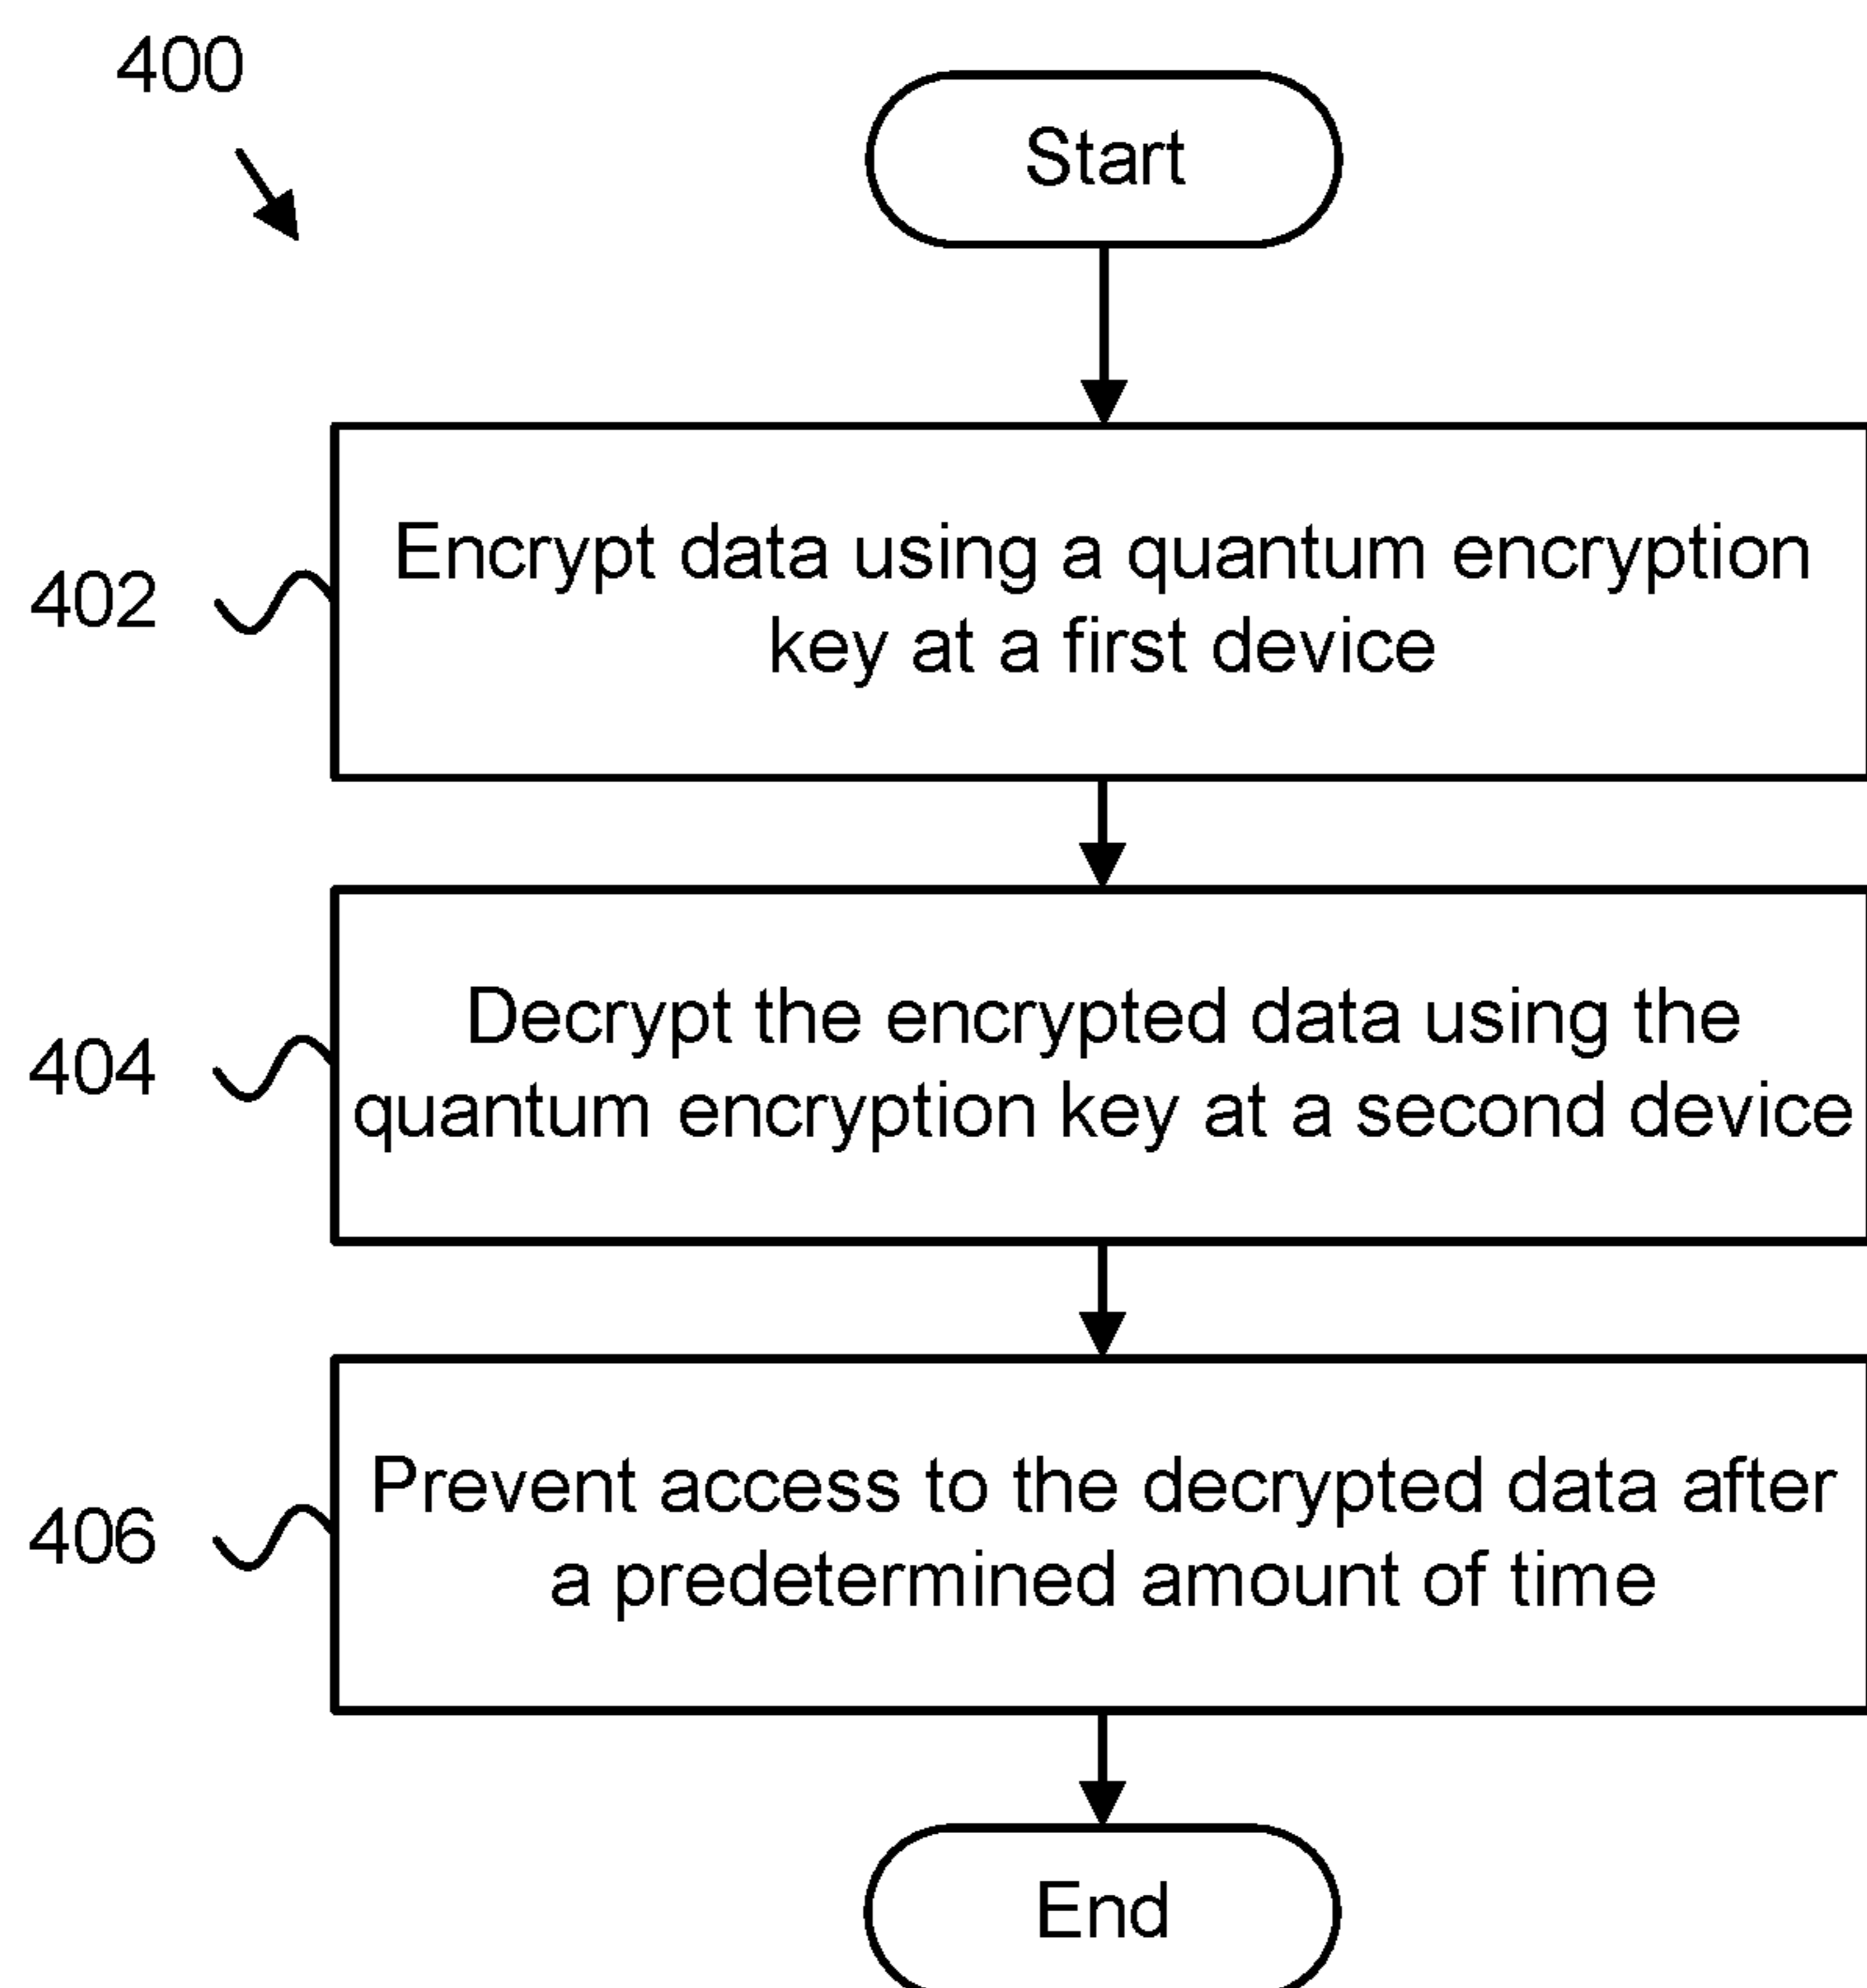 400
Start
402
Encrypt data using a quantum encryption
key at a first device
404
Decrypt the encrypted data using the
quantum encryption key at a second device
406
Prevent access to the decrypted data after
a predetermined amount of time
End